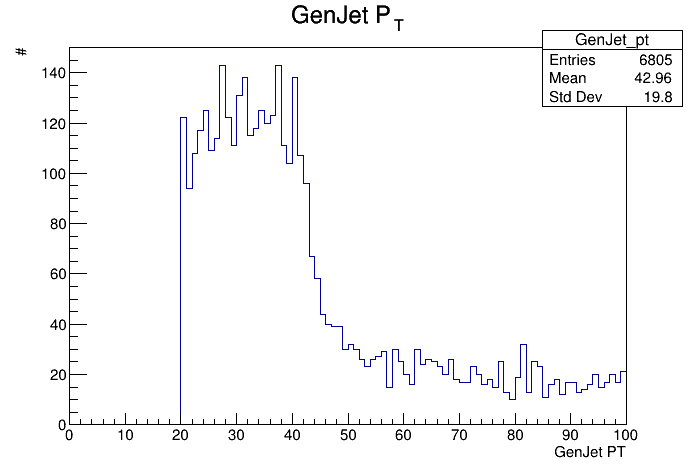 GenJet P_T
#
GenJet_pt
Entries 6805
Mean 42.96
Std Dev 19.8
140
120
100
80
60
40
20
0
0 10 20 30 40 50 60 70 80 90 100
GenJet PT